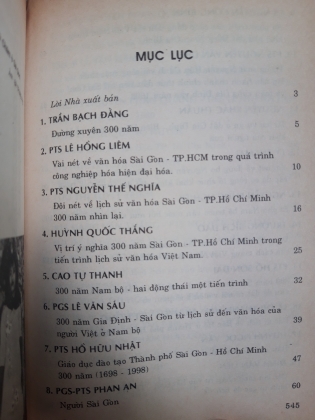 MỤC LỤC
Lời Nhà xuất bản 3
1. TRẦN BẠCH ĐẰNG
Đường xuyên 300 năm 5
2. PTS LÊ HỒNG LIÊM
Vài nét về văn hóa Sài Gòn - TP.HCM trong quá trình
công nghiệp hóa hiện đại hóa. 10
3. PTS NGUYỄN THẾ NGHĨA
Đôi nét về lịch sử văn hóa Sài Gòn - TP.Hồ Chí Minh
300 năm nhìn lại. 16
4. HUỲNH QUỐC THẮNG
Vị trí ý nghĩa 300 năm Sài Gòn - TP.Hồ Chí Minh trong
tiến trình lịch sử văn hóa Việt Nam. 25
5. CAO TỰ THANH
300 năm Nam bộ - hai động thái một tiến trình 32
6. PGS LÊ VĂN SÁU
300 năm Gia Định - Sài Gòn từ lịch sử đến văn hóa của
người Việt ở Nam bộ 39
7. PTS HỒ HỮU NHẬT
Giáo dục đào tạo Thành phố Sài Gòn - Hồ Chí Minh
300 năm (1698 - 1998) 47
8. PGS-PTS PHAN AN
Người Sài Gòn 60
545